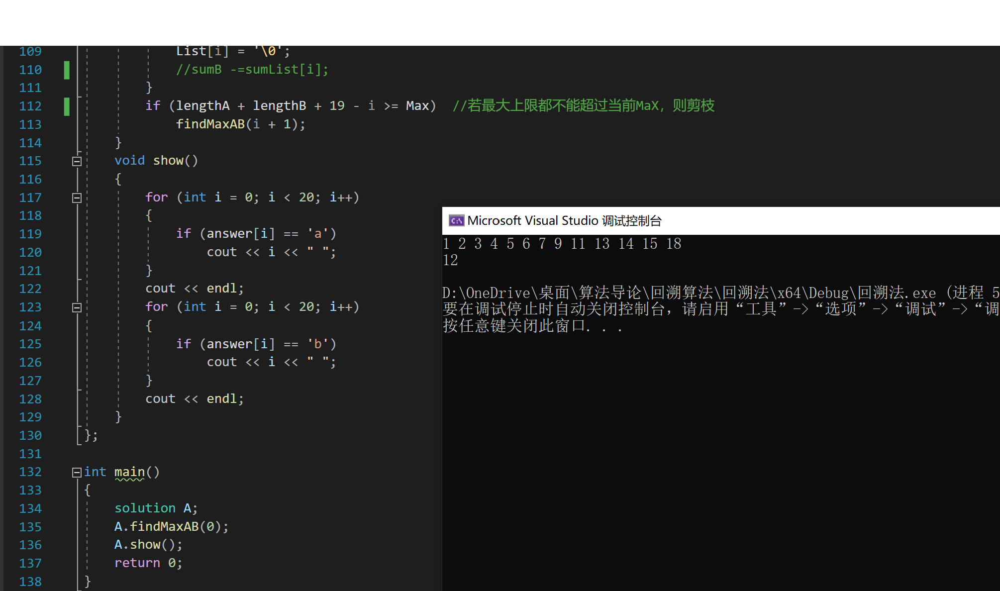 109 List[i] = '\0';
110 //sumB -=sumList[i];
111 }
112 if (lengthA + lengthB + 19 - i >= Max) //若最大上限都不能超过当前MaX，则剪枝
113 findMaxAB(i + 1);
114 }
115 void show()
116 {
117 for (int i = 0; i < 20; i++)
118 {
119 if (answer[i] == 'a')
120 cout << i << " ";
121 }
122 cout << endl;
123 for (int i = 0; i < 20; i++)
124 {
125 if (answer[i] == 'b')
126 cout << i << " ";
127 }
128 cout << endl;
129 }
130 };
131
132 int main()
133 {
134 solution A;
135 A.findMaxAB(0);
136 A.show();
137 return 0;
138 }
Microsoft Visual Studio 调试控制台
1 2 3 4 5 6 7 9 11 13 14 15 18
12
D:\OneDrive\桌面\算法导论\回溯算法\回溯法\x64\Debug\回溯法.exe (进程 5
要在调试停止时自动关闭控制台，请启用“工具”->“选项”->“调试”->“调
按任意键关闭此窗口. . .